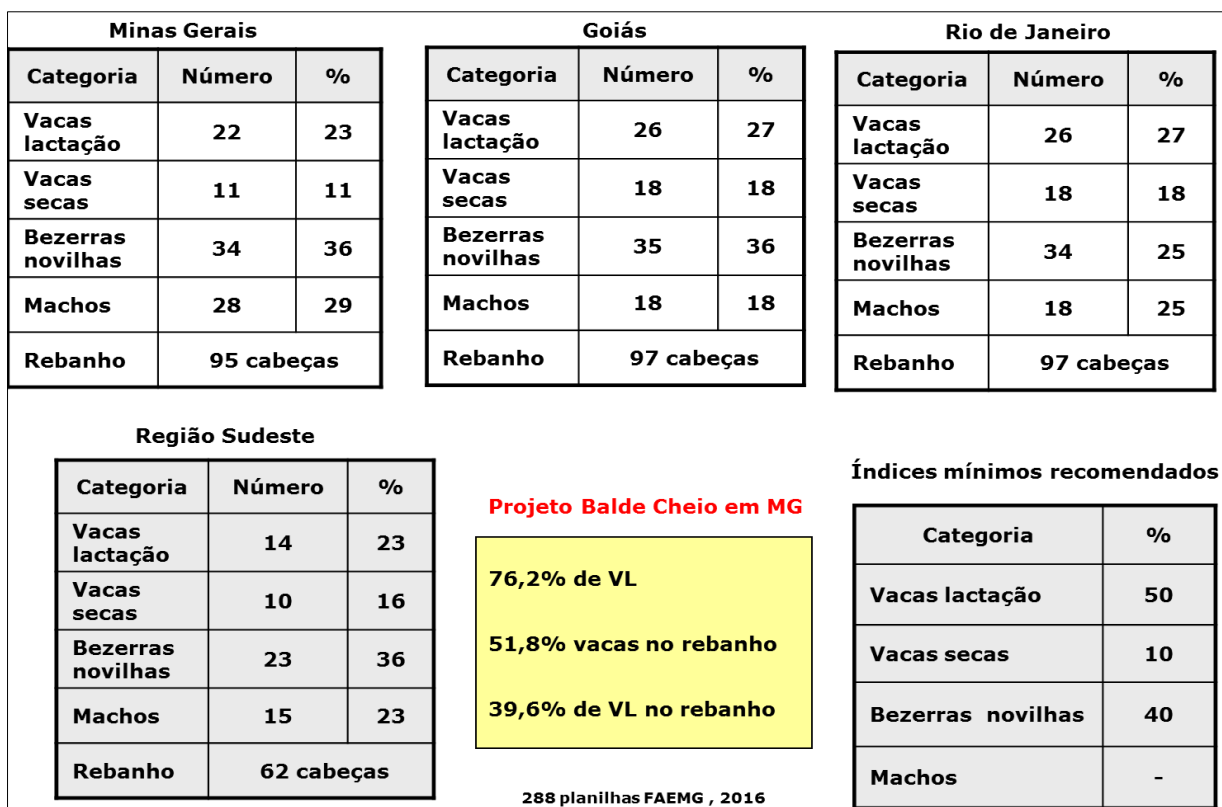 Minas Gerais
Categoria Número %
Vacas
lactação 22 23
Vacas
secas 11 11
Bezerras
novilhas 34 36
Machos 28 29
Rebanho 95 cabeças
Goiás
Categoria Número %
Vacas
lactação 26 27
Vacas
secas 18 18
Bezerras
novilhas 35 36
Machos 18 18
Rebanho 97 cabeças
Rio de Janeiro
Categoria Número %
Vacas
lactação 26 27
Vacas
secas 18 18
Bezerras
novilhas 34 25
Machos 18 25
Rebanho 97 cabeças
Região Sudeste
Categoria Número %
Vacas
lactação 14 23
Vacas
secas 10 16
Bezerras
novilhas 23 36
Machos 15 23
Rebanho 62 cabeças
Projeto Balde Cheio em MG
76,2% de VL
51,8% vacas no rebanho
39,6% de VL no rebanho
288 planilhas FAEMG , 2016
Índices mínimos recomendados
Categoria %
Vacas lactação 50
Vacas secas 10
Bezerras novilhas 40
Machos -